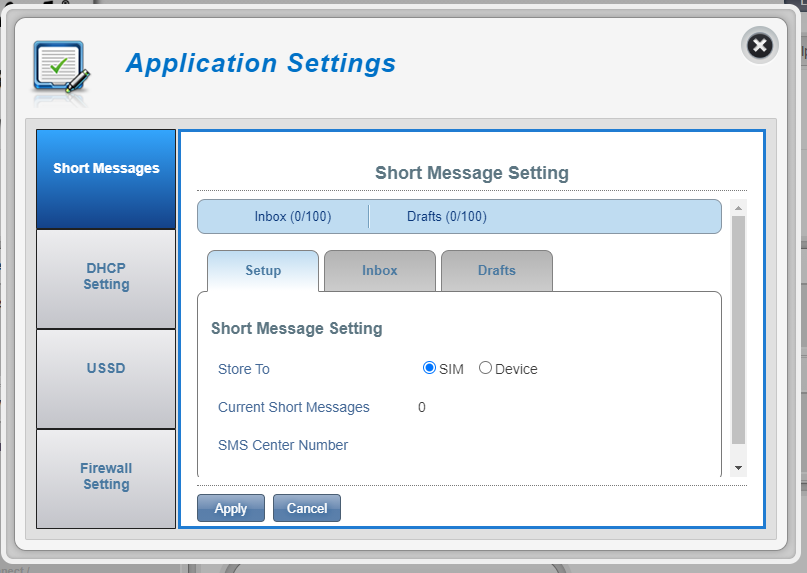 Application Settings
Short Messages
DHCP
Setting
USSD
Firewall
Setting
Short Message Setting
Inbox (0/100)
Drafts (0/100)
Setup
Inbox
Drafts
Short Message Setting
Store To
SIM
Device
Current Short Messages
0
SMS Center Number
Apply
Cancel